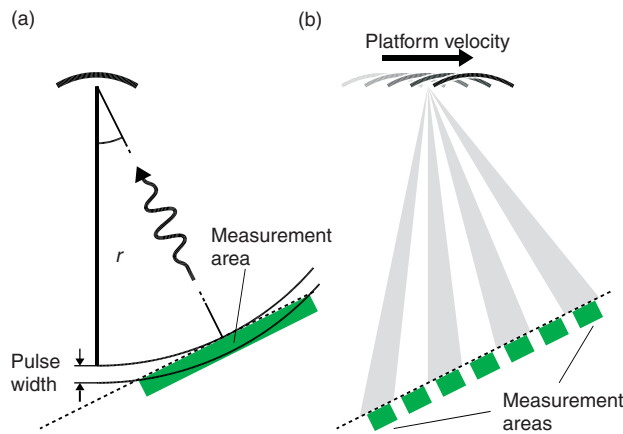 (a)
r
Measurement
area
Pulse
width
(b)
Platform velocity
Measurement
areas